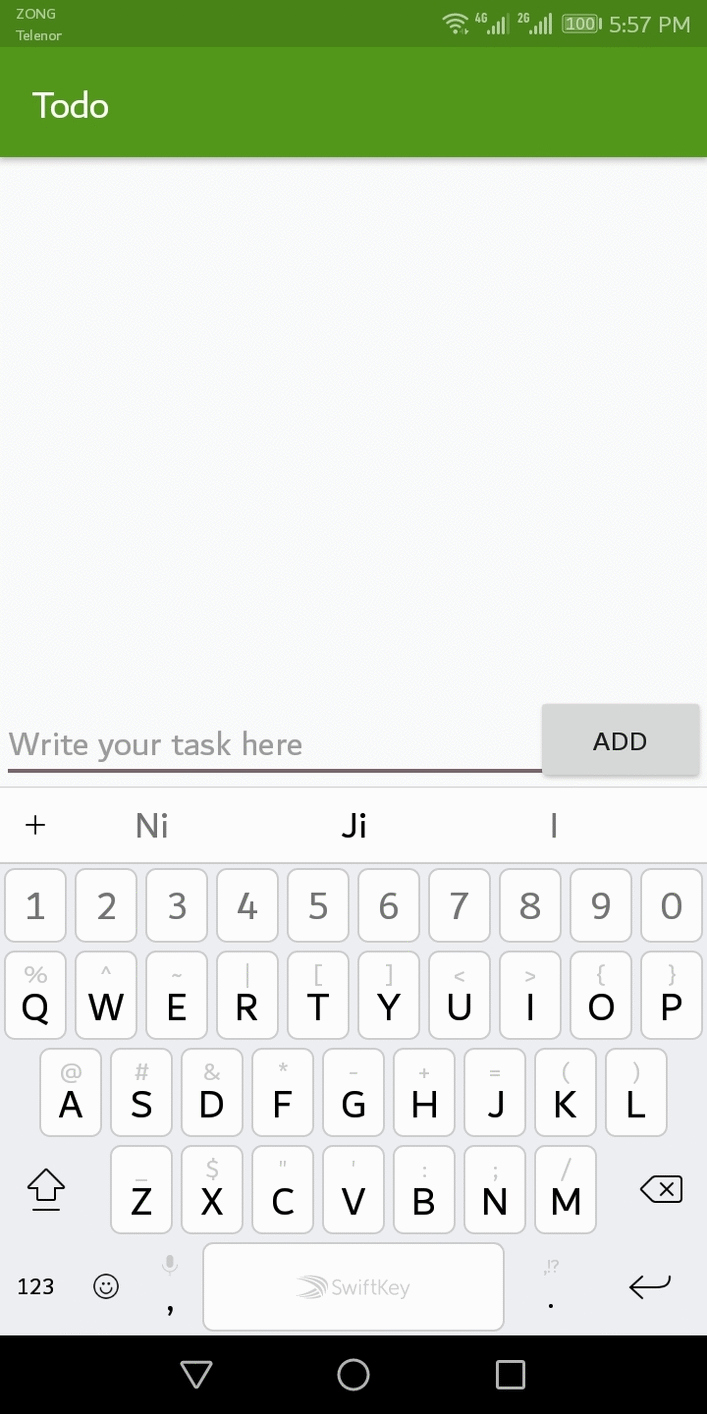 ZONG
Telenor
4G 2G 100 5:57 PM
Todo
Write your task here ADD
+ Ni Ji I
1 2 3 4 5 6 7 8 9 0
% ^ ~ | [ ] < > { }
Q W E R T Y U I O P
@ # & * - + = ( )
A S D F G H J K L
_ $ " ' : ; /
Z X C V B N M
123 , SwiftKey ,!? .